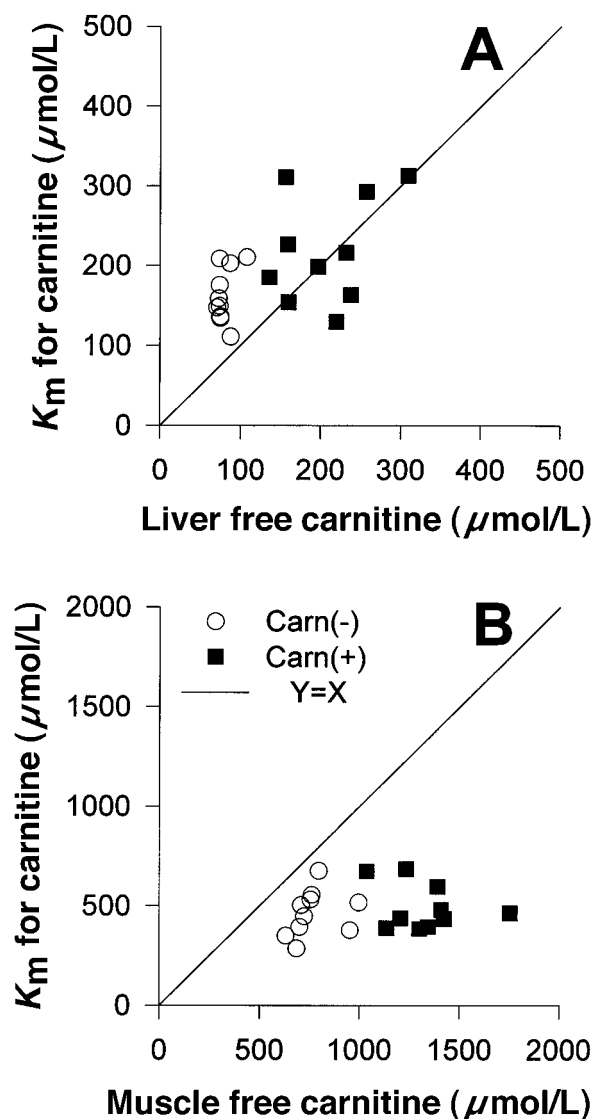 A
Km for carnitine (μmol/L)
500
400
300
200
100
0
0 100 200 300 400 500
Liver free carnitine (μmol/L)
B
Km for carnitine (μmol/L)
2000
1500
1000
500
0
Carn(-)
Carn(+)
Y=X
0 500 1000 1500 2000
Muscle free carnitine (μmol/L)